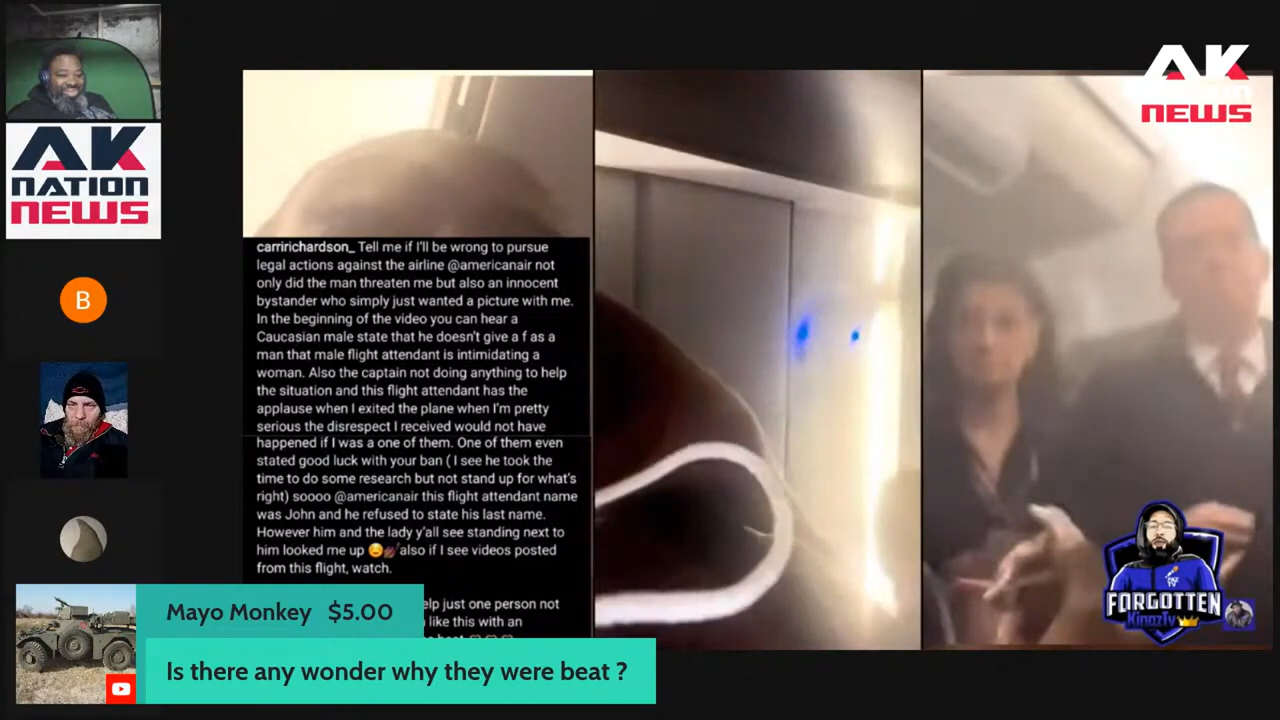 AK
NEWS
AK
NATION
NEWS
B
carririchardson_ Tell me if I'll be wrong to pursue
legal actions against the airline @americanair not
only did the man threaten me but also an innocent
bystander who simply just wanted a picture with me.
In the beginning of the video you can hear a
Caucasian male state that he doesn't give a f as a
man that male flight attendant is intimidating a
woman. Also the captain not doing anything to help
the situation and this flight attendant has the
applause when I exited the plane when I'm pretty
serious the disrespect I received would not have
happened if I was a one of them. One of them even
stated good luck with your ban ( I see he took the
time to do some research but not stand up for what's
right) soooo @americanair this flight attendant name
was John and he refused to state his last name.
However him and the lady y'all see standing next to
him looked me up ☺️💅🏾also if I see videos posted
from this flight, watch.
elp just one person not
like this with an
FORGOTTEN
KingzTv
Mayo Monkey $5.00
Is there any wonder why they were beat ?